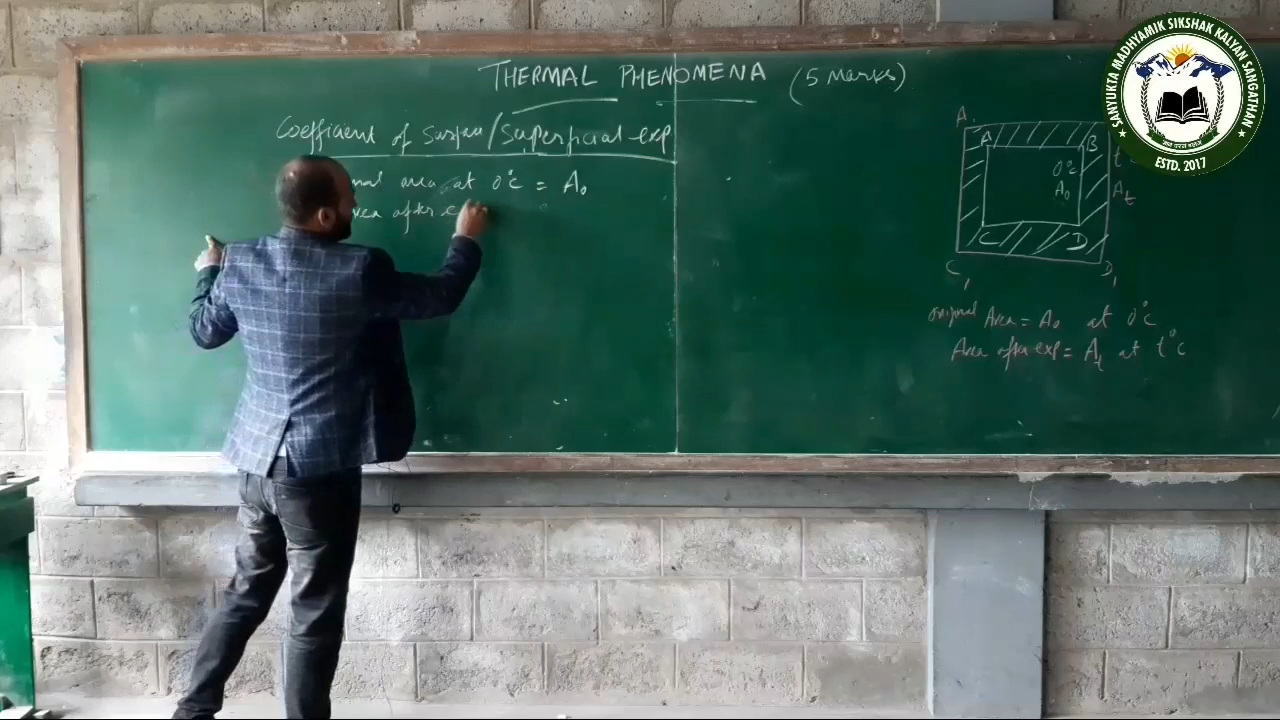 THERMAL PHENOMENA (5 Marks)
Coefficient of Surface/Superficial exp
nal area at 0°C = A₀
rea after e
A₁
A B
0°C
A₀
t
Aₜ
C D
C₁ D₁
original Area = A₀ at 0°C
Area after exp = Aₜ at t°C
SANYUKTA MADHYAMIK SIKSHAK KALYAN SANGATHAN
ESTD. 2017